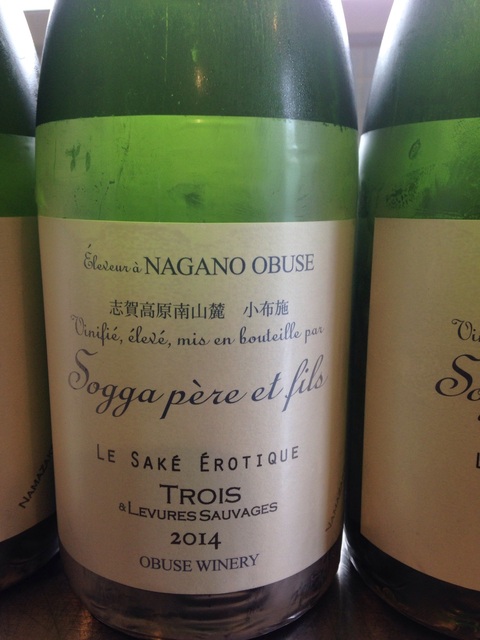 Éleveur à NAGANO OBUSE
志賀高原南山麓 小布施
Vinifié, élevé, mis en bouteille par
Sogga père et fils
LE SAKÉ ÉROTIQUE
TROIS
& LEVURES SAUVAGES
2014
OBUSE WINERY